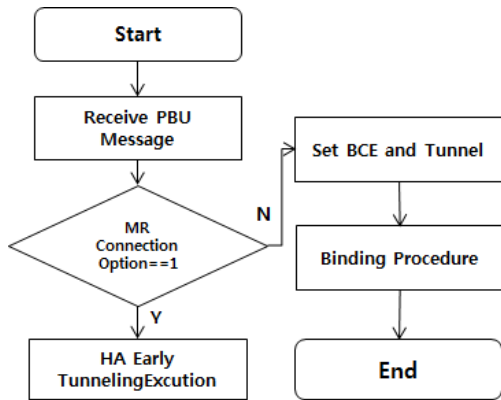 Start
Receive PBU
Message
MR
Connection
Option==1
N
Y
HA Early
TunnelingExcution
Set BCE and Tunnel
Binding Procedure
End